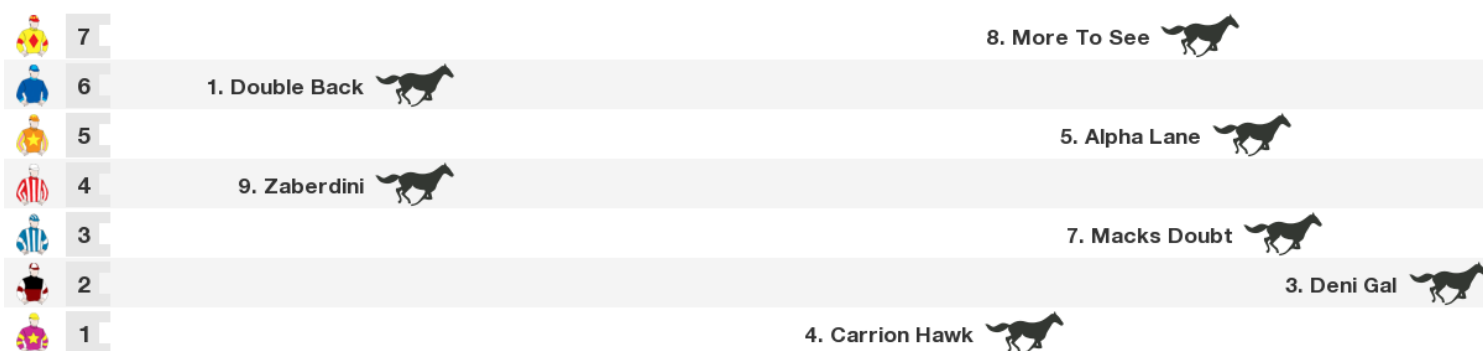 7 8. More To See
6 1. Double Back
5 5. Alpha Lane
4 9. Zaberdini
3 7. Macks Doubt
2 3. Deni Gal
1 4. Carrion Hawk